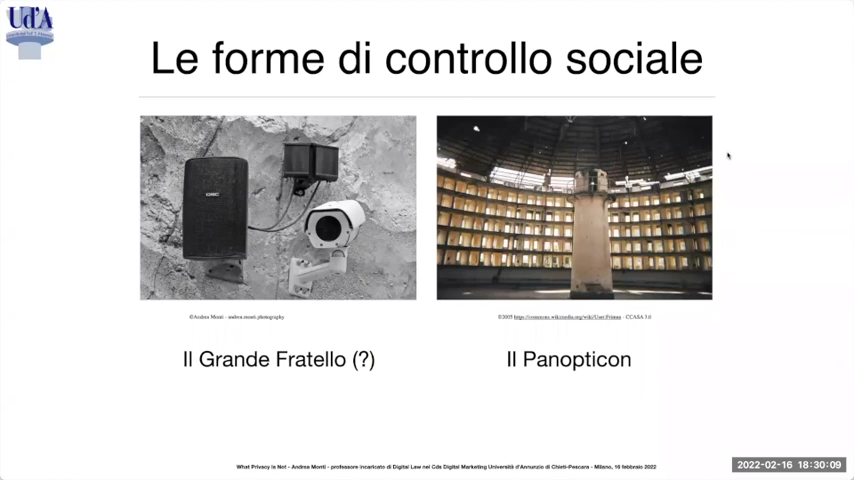 Ud'A
Le forme di controllo sociale
©Andrea Monti - andrea.monti.photography
©2005 https://commons.wikimedia.org/wiki/User:Friman - CCASA 3.0
Il Grande Fratello (?)
Il Panopticon
What Privacy Is Not - Andrea Monti - professore incaricato di Digital Law nel Cds Digital Marketing Università d'Annunzio di Chieti-Pescara - Milano, 16 febbraio 2022
2022-02-16 18:30:09